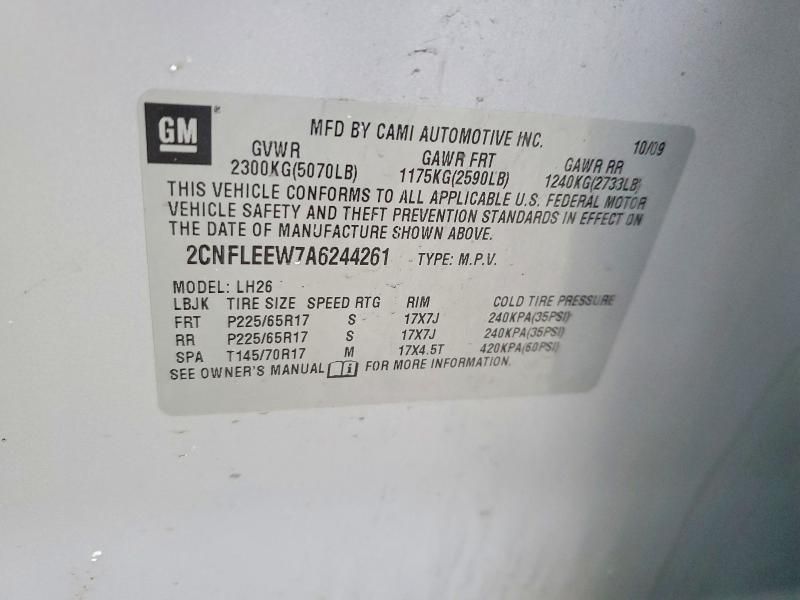 GM ®
MFD BY CAMI AUTOMOTIVE INC. 10/09
GVWR GAWR FRT GAWR RR
2300KG(5070LB) 1175KG(2590LB) 1240KG(2733LB)
THIS VEHICLE CONFORMS TO ALL APPLICABLE U.S. FEDERAL MOTOR
VEHICLE SAFETY AND THEFT PREVENTION STANDARDS IN EFFECT ON
THE DATE OF MANUFACTURE SHOWN ABOVE.
2CNFLEEW7A6244261 TYPE: M.P.V.
MODEL: LH26
LBJK TIRE SIZE SPEED RTG RIM COLD TIRE PRESSURE
FRT P225/65R17 S 17X7J 240KPA(35PSI)
RR P225/65R17 S 17X7J 240KPA(35PSI)
SPA T145/70R17 M 17X4.5T 420KPA(60PSI)
SEE OWNER'S MANUAL i FOR MORE INFORMATION.